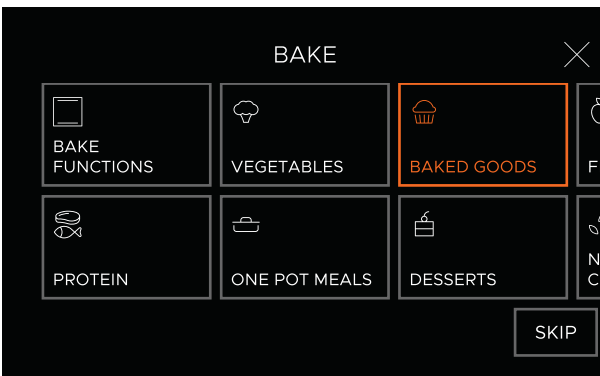 BAKE
BAKE
FUNCTIONS
VEGETABLES
BAKED GOODS
PROTEIN
ONE POT MEALS
DESSERTS
SKIP